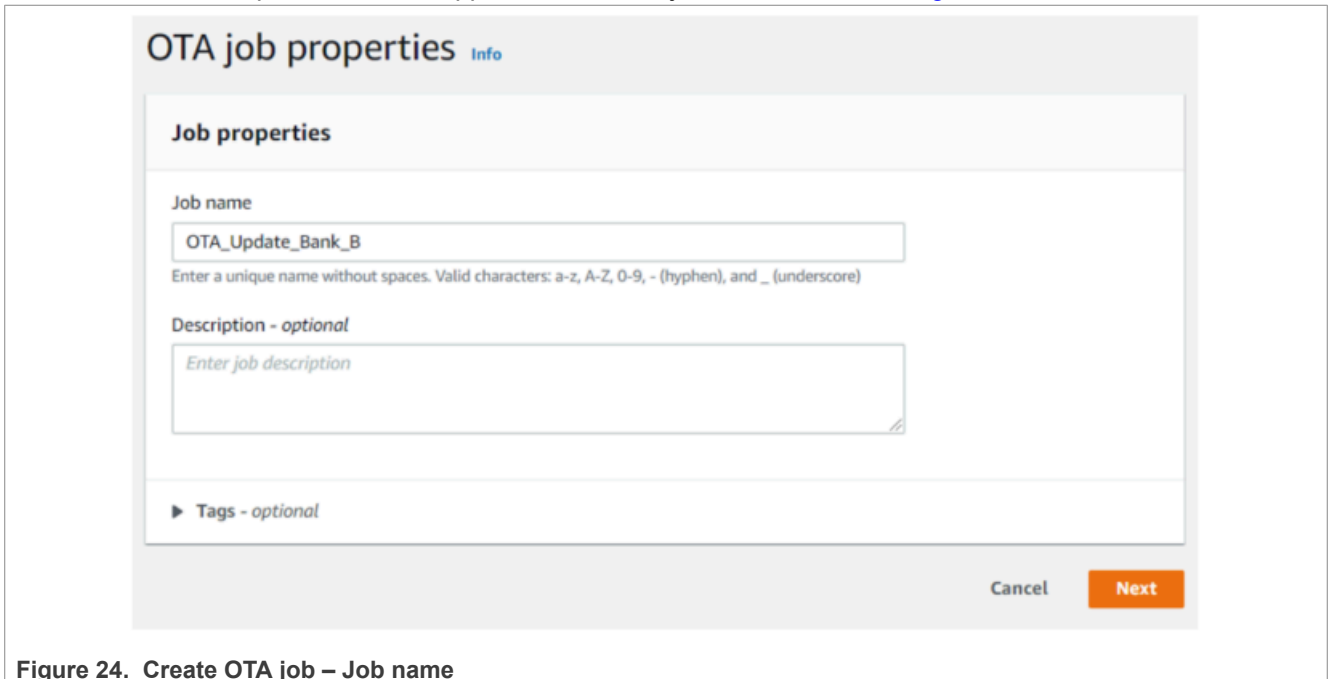 OTA job properties Info
Job properties
Job name
OTA_Update_Bank_B
Enter a unique name without spaces. Valid characters: a-z, A-Z, 0-9, - (hyphen), and _ (underscore)
Description - optional
Enter job description
Tags - optional
Cancel Next
Figure 24. Create OTA job – Job name